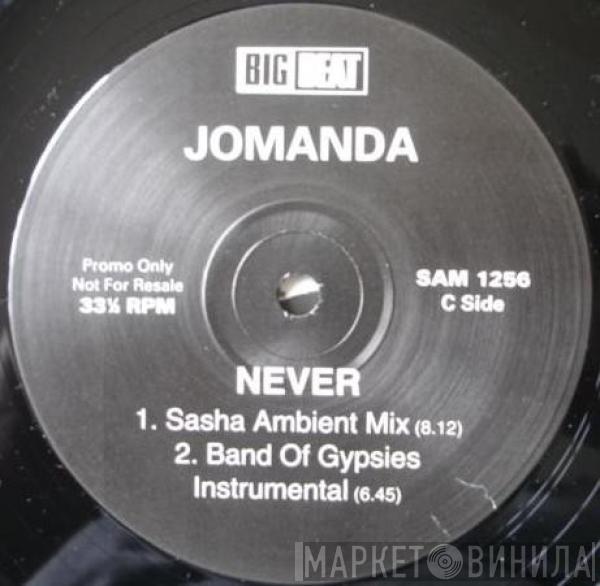 BIG BEAT
JOMANDA
Promo Only
Not For Resale
33⅓ RPM
SAM 1256
C Side
NEVER
1. Sasha Ambient Mix (8.12)
2. Band Of Gypsies
Instrumental (6.45)
МАРКЕТ ВИНИЛА